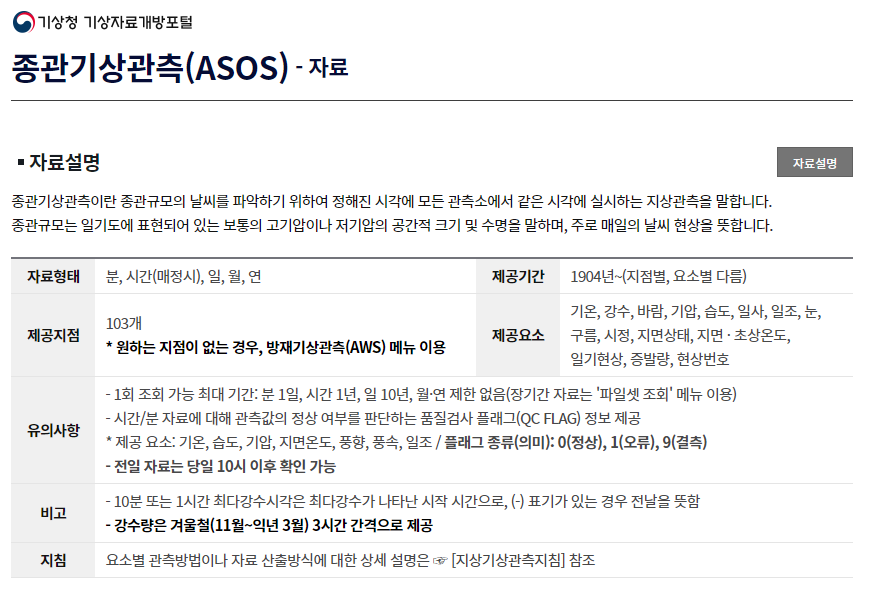 기상청 기상자료개방포털
종관기상관측(ASOS) - 자료
▪ 자료설명
자료설명
종관기상관측이란 종관규모의 날씨를 파악하기 위하여 정해진 시각에 모든 관측소에서 같은 시각에 실시하는 지상관측을 말합니다.
종관규모는 일기도에 표현되어 있는 보통의 고기압이나 저기압의 공간적 크기 및 수명을 말하며, 주로 매일의 날씨 현상을 뜻합니다.
자료형태
분, 시간(매정시), 일, 월, 연
제공기간
1904년~(지점별, 요소별 다름)
제공지점
103개
* 원하는 지점이 없는 경우, 방재기상관측(AWS) 메뉴 이용
제공요소
기온, 강수, 바람, 기압, 습도, 일사, 일조, 눈,
구름, 시정, 지면상태, 지면 · 초상온도,
일기현상, 증발량, 현상번호
유의사항
- 1회 조회 가능 최대 기간: 분 1일, 시간 1년, 일 10년, 월·연 제한 없음(장기간 자료는 '파일셋 조회' 메뉴 이용)
- 시간/분 자료에 대해 관측값의 정상 여부를 판단하는 품질검사 플래그(QC FLAG) 정보 제공
* 제공 요소: 기온, 습도, 기압, 지면온도, 풍향, 풍속, 일조 / 플래그 종류(의미): 0(정상), 1(오류), 9(결측)
- 전일 자료는 당일 10시 이후 확인 가능
비고
- 10분 또는 1시간 최다강수시각은 최다강수가 나타난 시작 시간으로, (-) 표기가 있는 경우 전날을 뜻함
- 강수량은 겨울철(11월~익년 3월) 3시간 간격으로 제공
지침
요소별 관측방법이나 자료 산출방식에 대한 상세 설명은 ☞ [지상기상관측지침] 참조